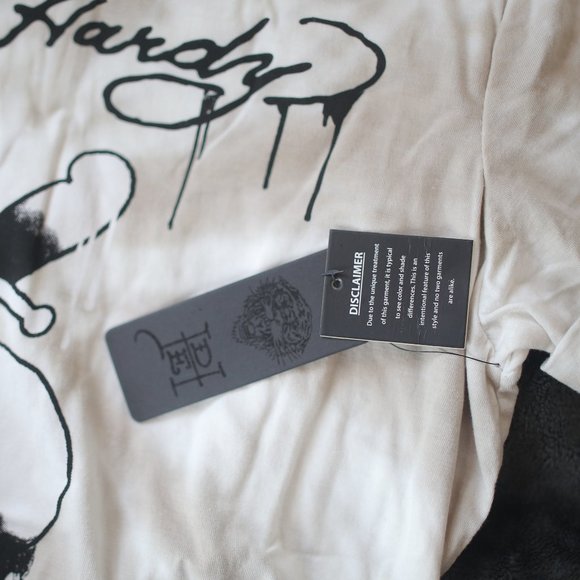 Hardy
DISCLAIMER
Due to the unique treatment
of this garment, it is typical
to see color and shade
differences. This is an
intentional feature of this
style and no two garments
are alike.